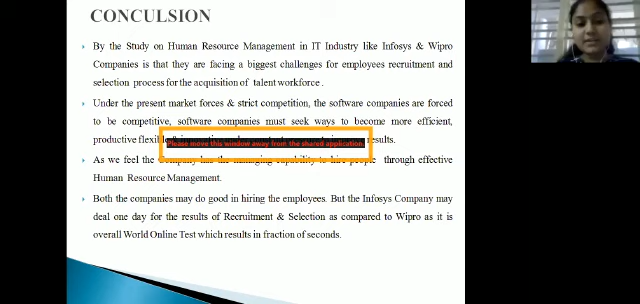 CONCULSION
By the Study on Human Resource Management in IT Industry like Infosys & Wipro
Companies is that they are facing a biggest challenges for employees recruitment and
selection process for the acquisition of talent workforce.
Under the present market forces & strict competition, the software companies are forced
to be competitive, software companies must seek ways to become more efficient,
productive flexible results.
Please move this window away from the shared application.
As we feel the Company has the managing capability to hire people through effective
Human Resource Management.
Both the companies may do good in hiring the employees. But the Infosys Company may
deal one day for the results of Recruitment & Selection as compared to Wipro as it is
overall World Online Test which results in fraction of seconds.